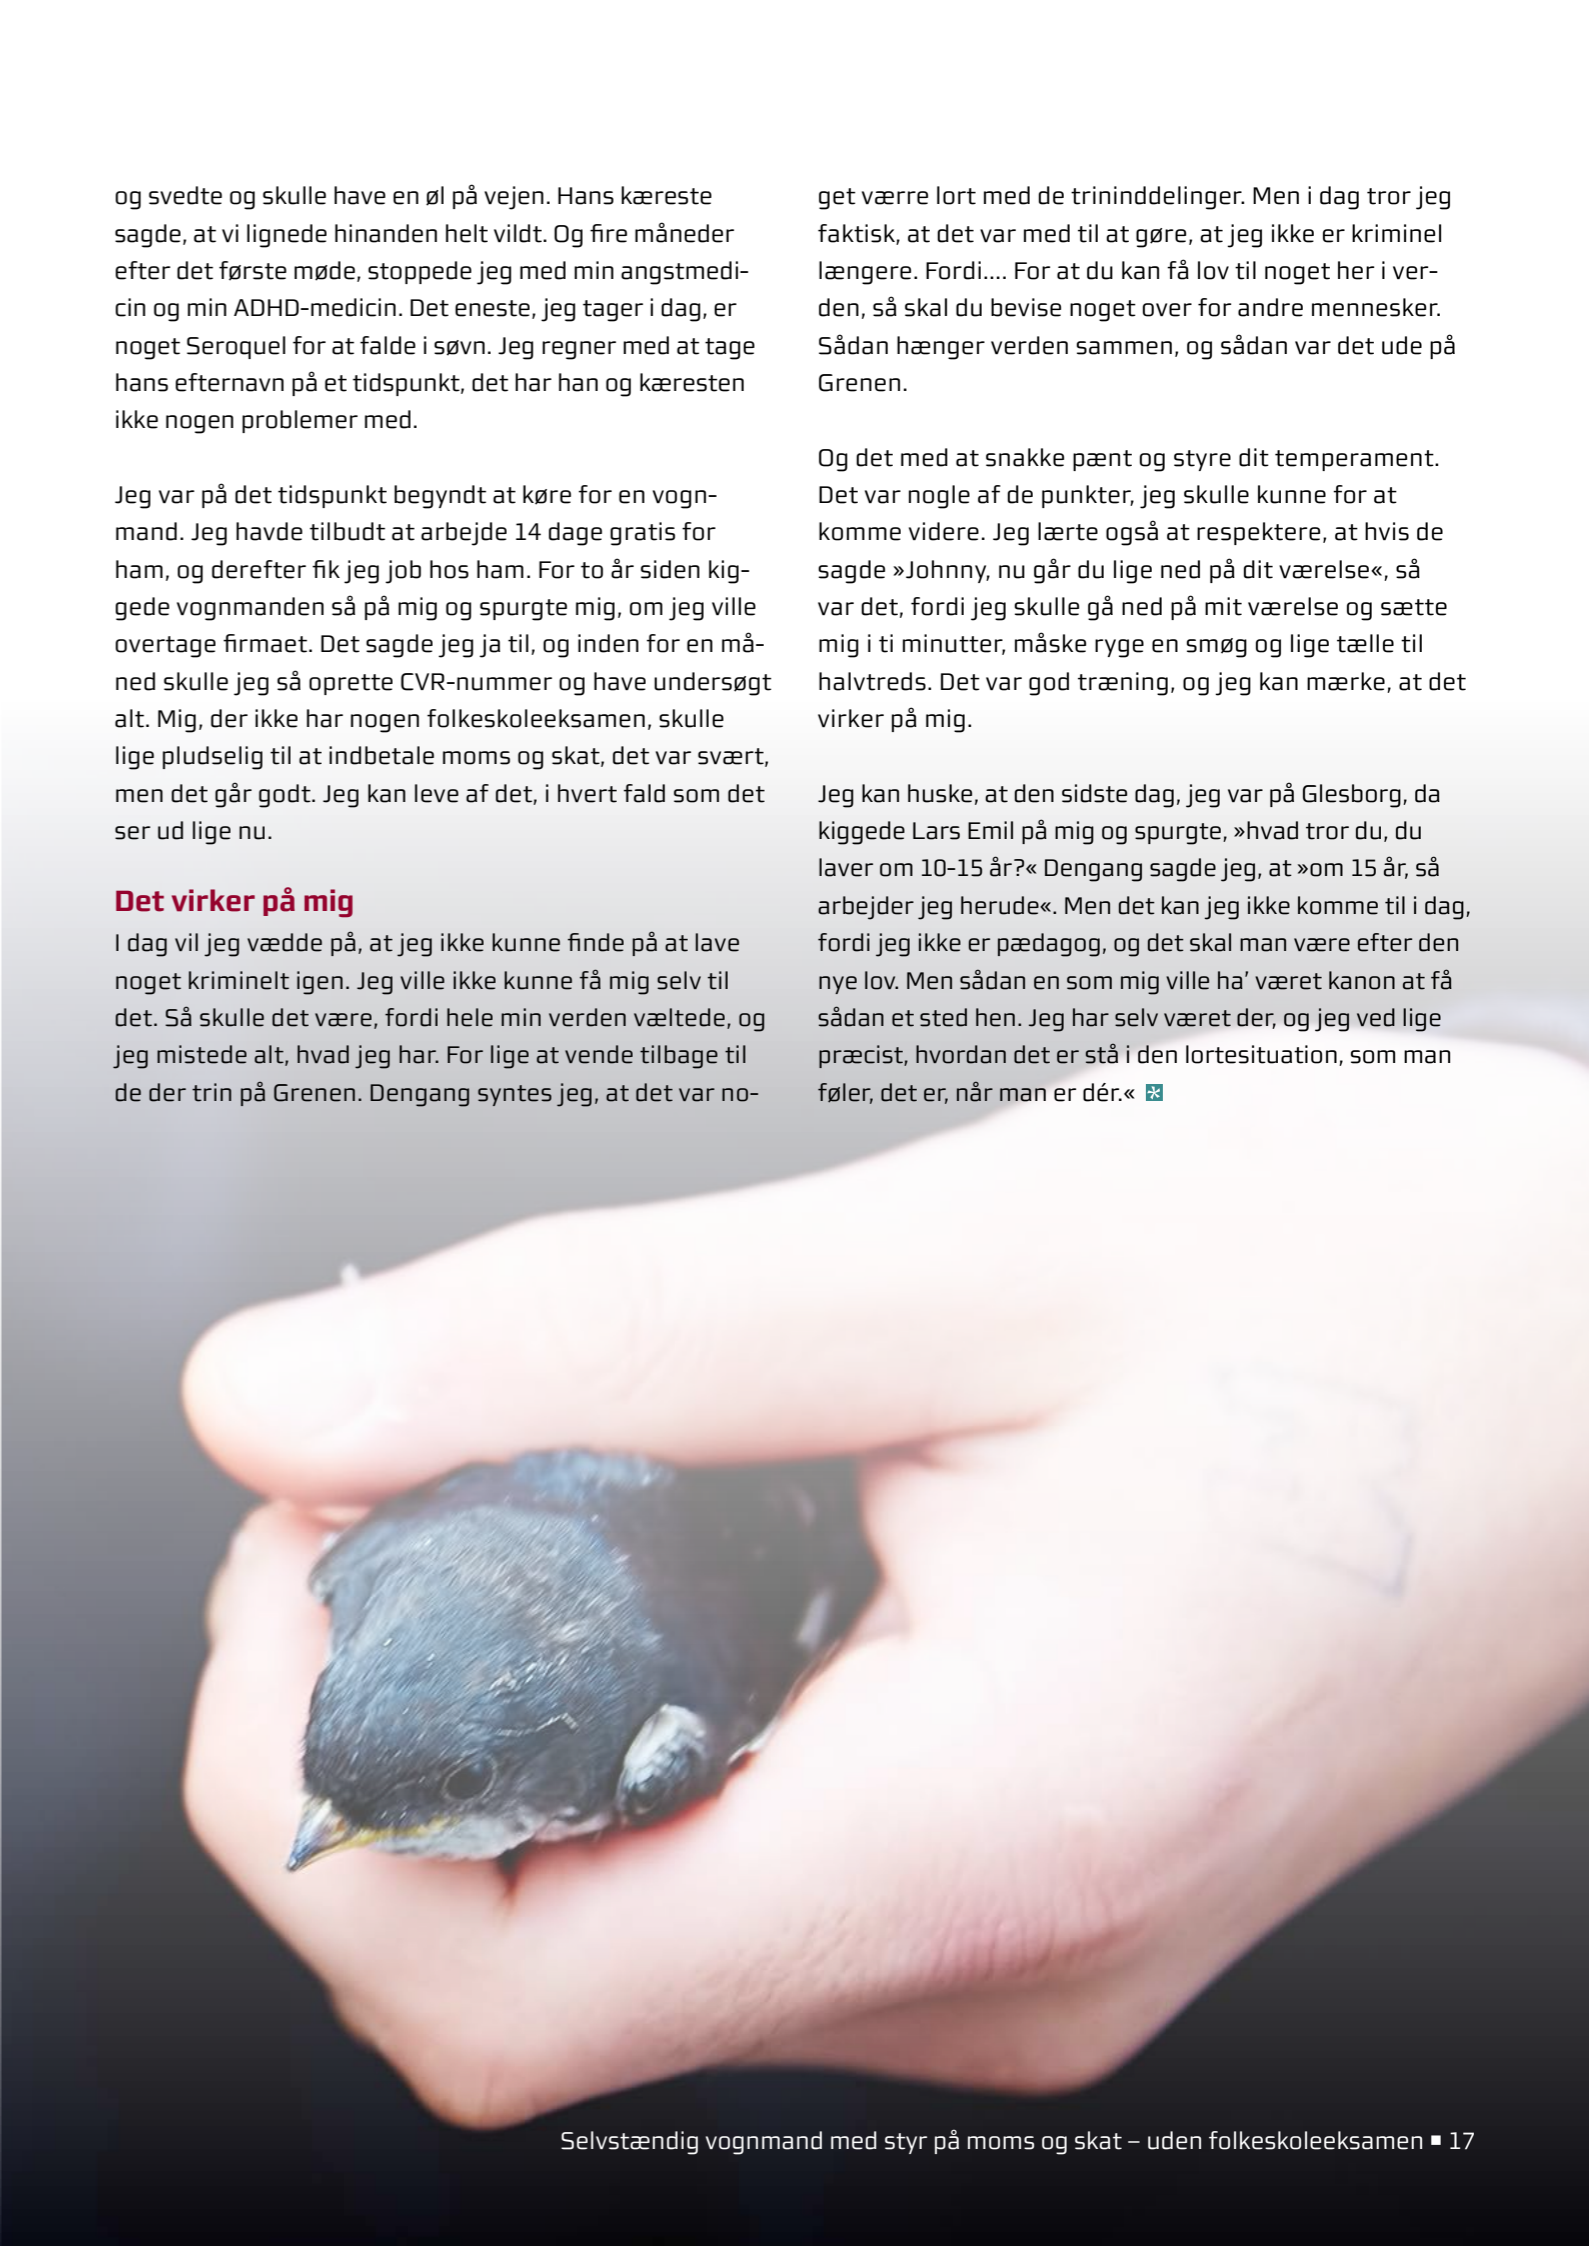 og svedte og skulle have en øl på vejen. Hans kæreste
sagde, at vi lignede hinanden helt vildt. Og fire måneder
efter det første møde, stoppede jeg med min angstmedi-
cin og min ADHD-medicin. Det eneste, jeg tager i dag, er
noget Seroquel for at falde i søvn. Jeg regner med at tage
hans efternavn på et tidspunkt, det har han og kæresten
ikke nogen problemer med.
Jeg var på det tidspunkt begyndt at køre for en vogn-
mand. Jeg havde tilbudt at arbejde 14 dage gratis for
ham, og derefter fik jeg job hos ham. For to år siden kig-
gede vognmanden så på mig og spurgte mig, om jeg ville
overtage firmaet. Det sagde jeg ja til, og inden for en må-
ned skulle jeg så oprette CVR-nummer og have undersøgt
alt. Mig, der ikke har nogen folkeskoleeksamen, skulle
lige pludselig til at indbetale moms og skat, det var svært,
men det går godt. Jeg kan leve af det, i hvert fald som det
ser ud lige nu.
Det virker på mig
I dag vil jeg vædde på, at jeg ikke kunne finde på at lave
noget kriminelt igen. Jeg ville ikke kunne få mig selv til
det. Så skulle det være, fordi hele min verden væltede, og
jeg mistede alt, hvad jeg har. For lige at vende tilbage til
de der trin på Grenen. Dengang syntes jeg, at det var no-
get værre lort med de trininddelinger. Men i dag tror jeg
faktisk, at det var med til at gøre, at jeg ikke er kriminel
længere. Fordi.... For at du kan få lov til noget her i ver-
den, så skal du bevise noget over for andre mennesker.
Sådan hænger verden sammen, og sådan var det ude på
Grenen.
Og det med at snakke pænt og styre dit temperament.
Det var nogle af de punkter, jeg skulle kunne for at
komme videre. Jeg lærte også at respektere, at hvis de
sagde »Johnny, nu går du lige ned på dit værelse«, så
var det, fordi jeg skulle gå ned på mit værelse og sætte
mig i ti minutter, måske ryge en smøg og lige tælle til
halvtreds. Det var god træning, og jeg kan mærke, at det
virker på mig.
Jeg kan huske, at den sidste dag, jeg var på Glesborg, da
kiggede Lars Emil på mig og spurgte, »hvad tror du, du
laver om 10-15 år?« Dengang sagde jeg, at »om 15 år, så
arbejder jeg herude«. Men det kan jeg ikke komme til i dag,
fordi jeg ikke er pædagog, og det skal man være efter den
nye lov. Men sådan en som mig ville ha’ været kanon at få
sådan et sted hen. Jeg har selv været der, og jeg ved lige
præcist, hvordan det er stå i den lortesituation, som man
føler, det er, når man er dér.«
Selvstændig vognmand med styr på moms og skat – uden folkeskoleeksamen ■ 17